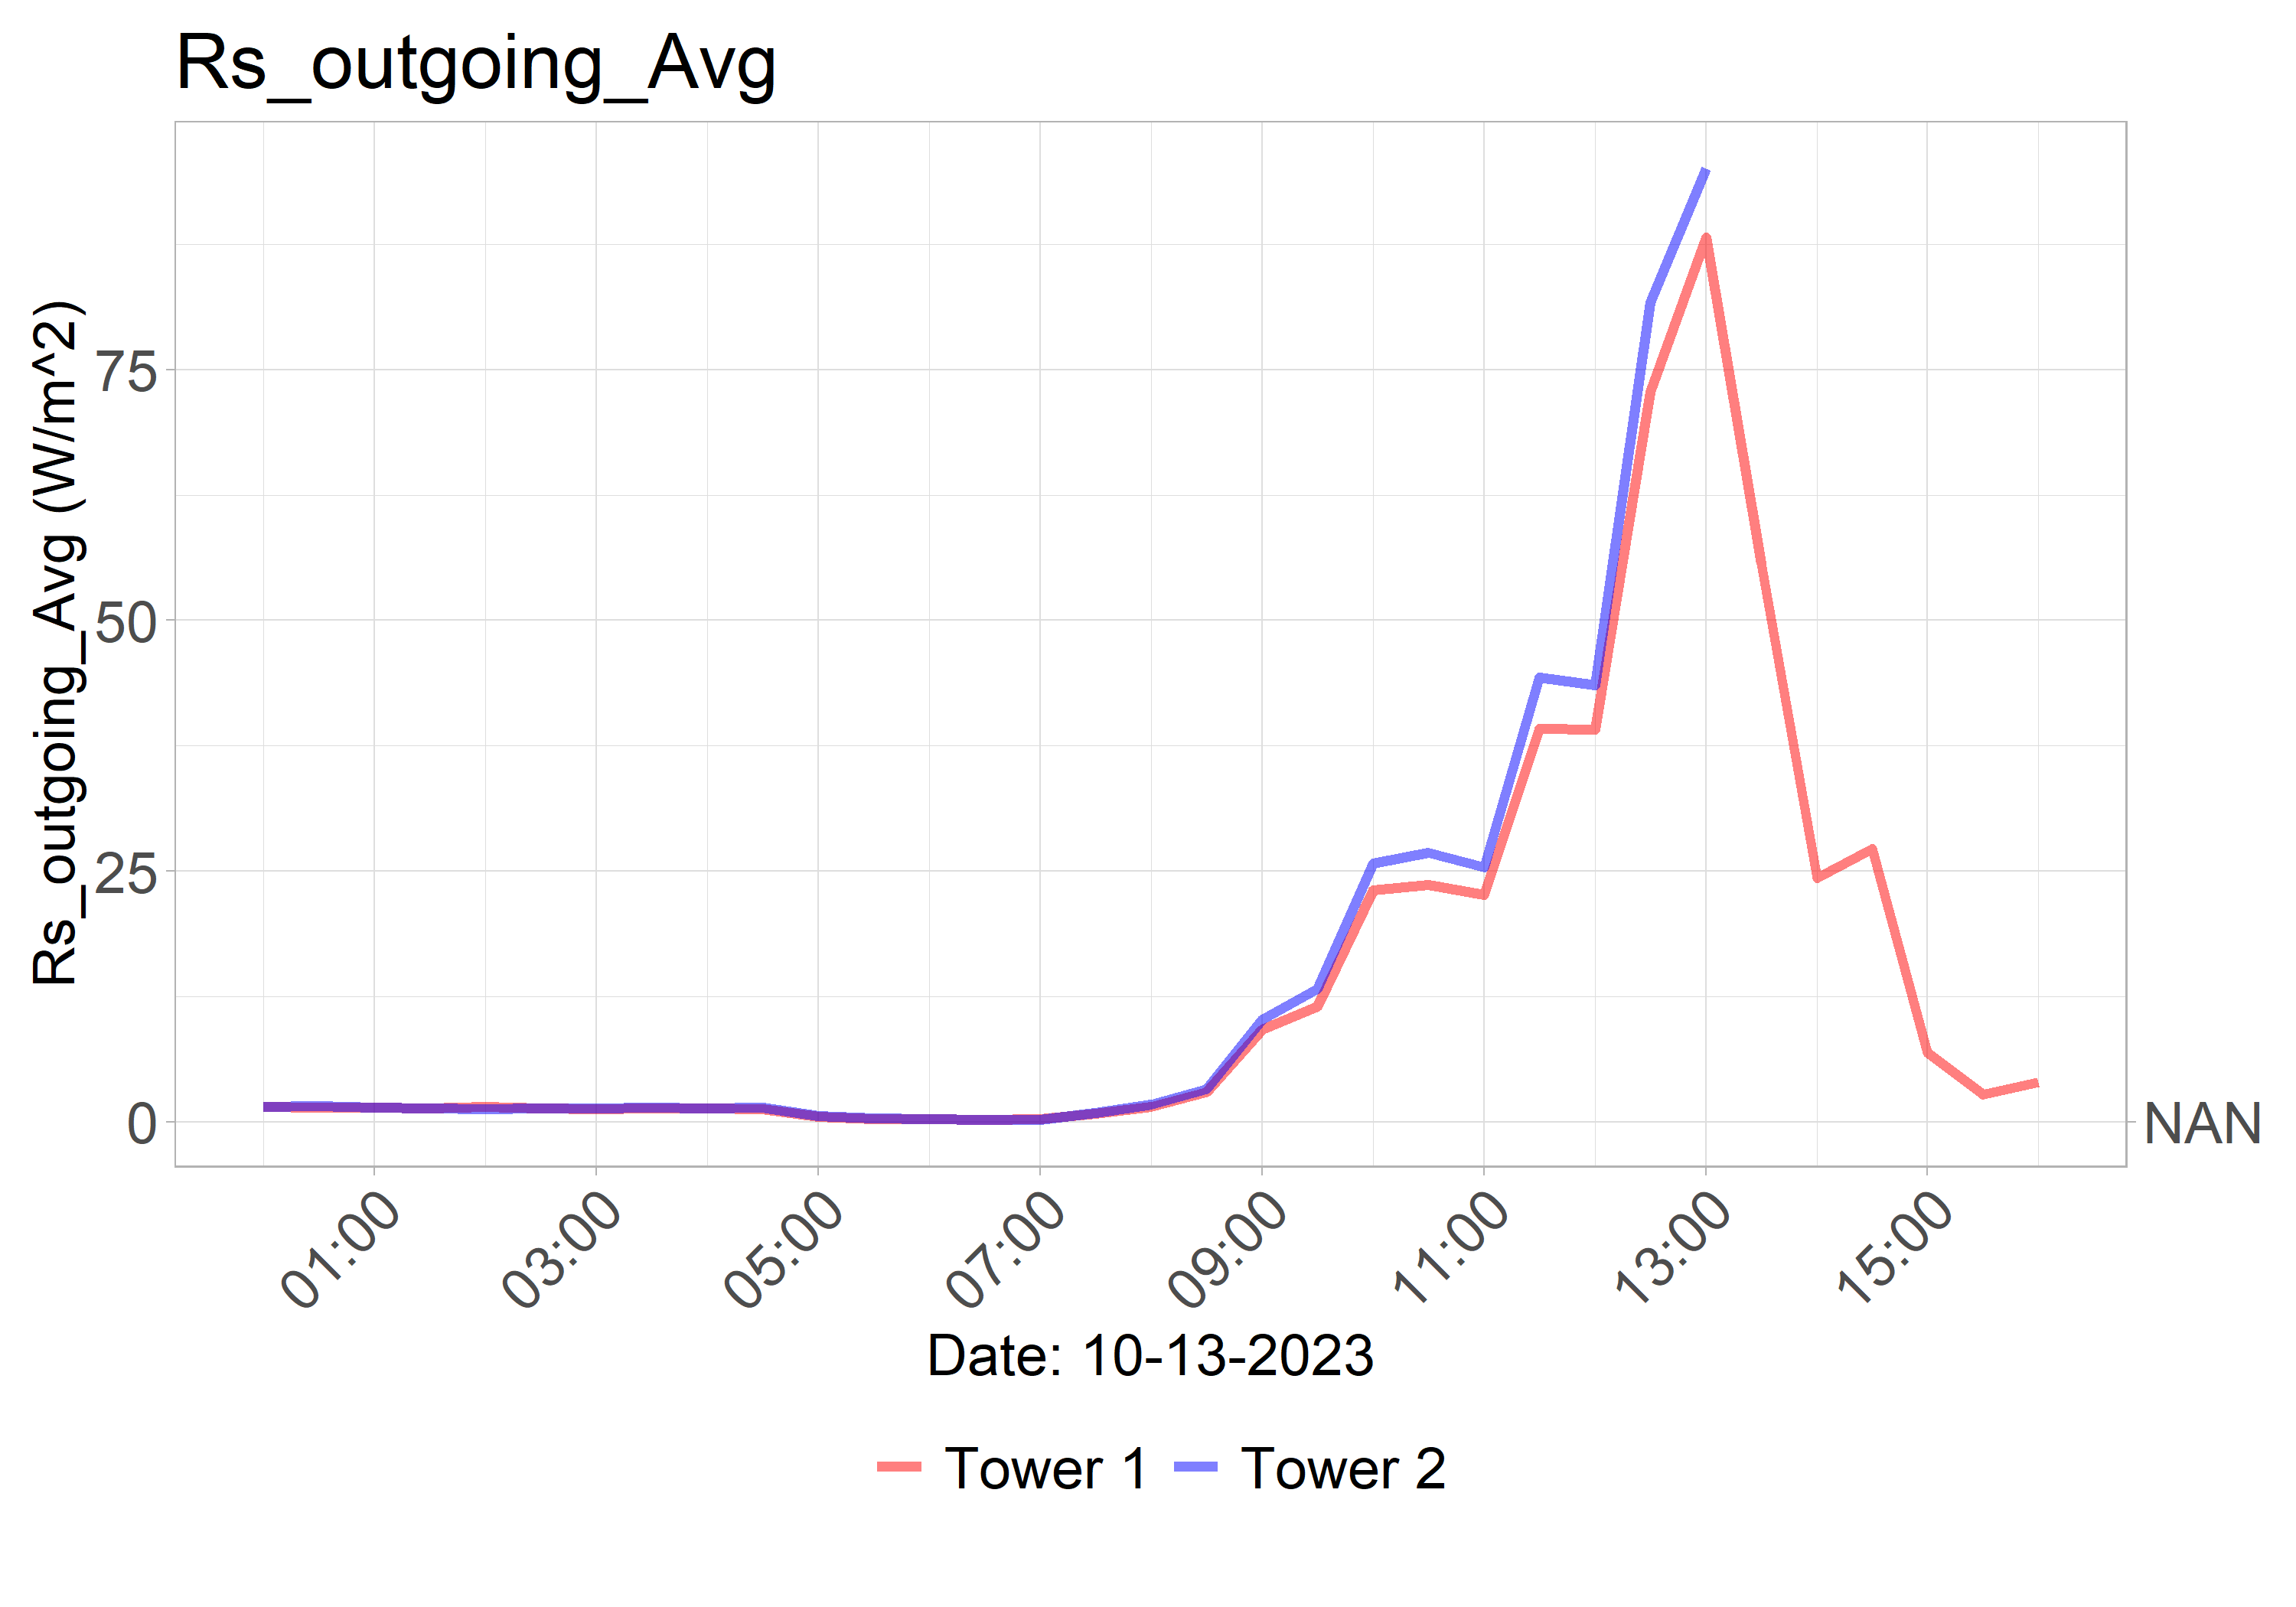 Rs_outgoing_Avg
Rs_outgoing_Avg (W/m^2)
75
50
25
0
NAN
01:00
03:00
05:00
07:00
09:00
11:00
13:00
15:00
Date: 10-13-2023
Tower 1
Tower 2